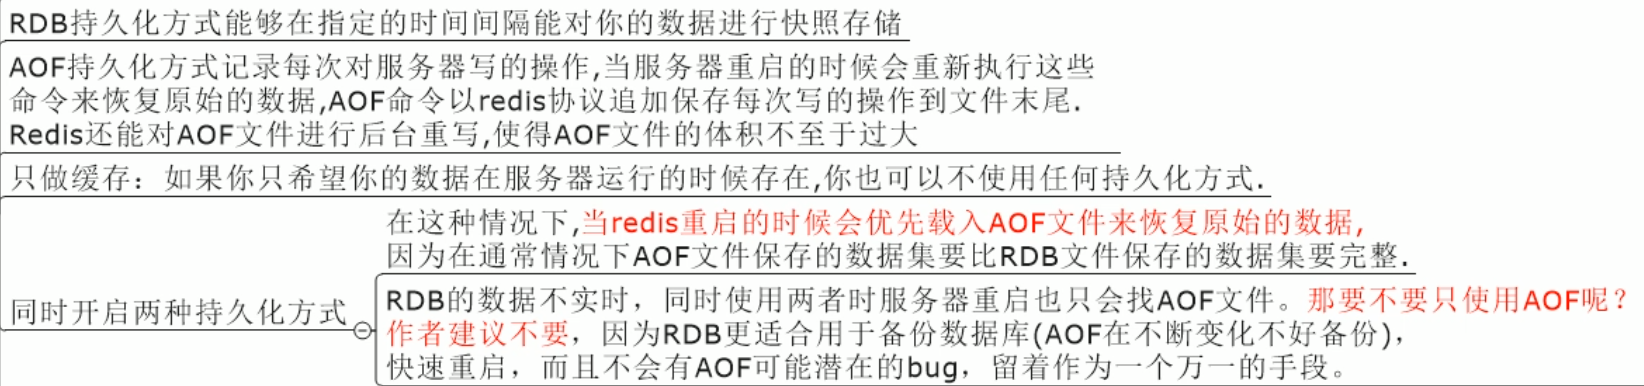 RDB持久化方式能够在指定的时间间隔能对你的数据进行快照存储
AOF持久化方式记录每次对服务器写的操作,当服务器重启的时候会重新执行这些
命令来恢复原始的数据,AOF命令以redis协议追加保存每次写的操作到文件末尾.
Redis还能对AOF文件进行后台重写,使得AOF文件的体积不至于过大
只做缓存：如果你只希望你的数据在服务器运行的时候存在,你也可以不使用任何持久化方式.
同时开启两种持久化方式
在这种情况下,当redis重启的时候会优先载入AOF文件来恢复原始的数据,
因为在通常情况下AOF文件保存的数据集要比RDB文件保存的数据集要完整.
RDB的数据不实时，同时使用两者时服务器重启也只会找AOF文件。那要不要只使用AOF呢？
作者建议不要，因为RDB更适合用于备份数据库(AOF在不断变化不好备份)，
快速重启，而且不会有AOF可能潜在的bug，留着作为一个万一的手段。